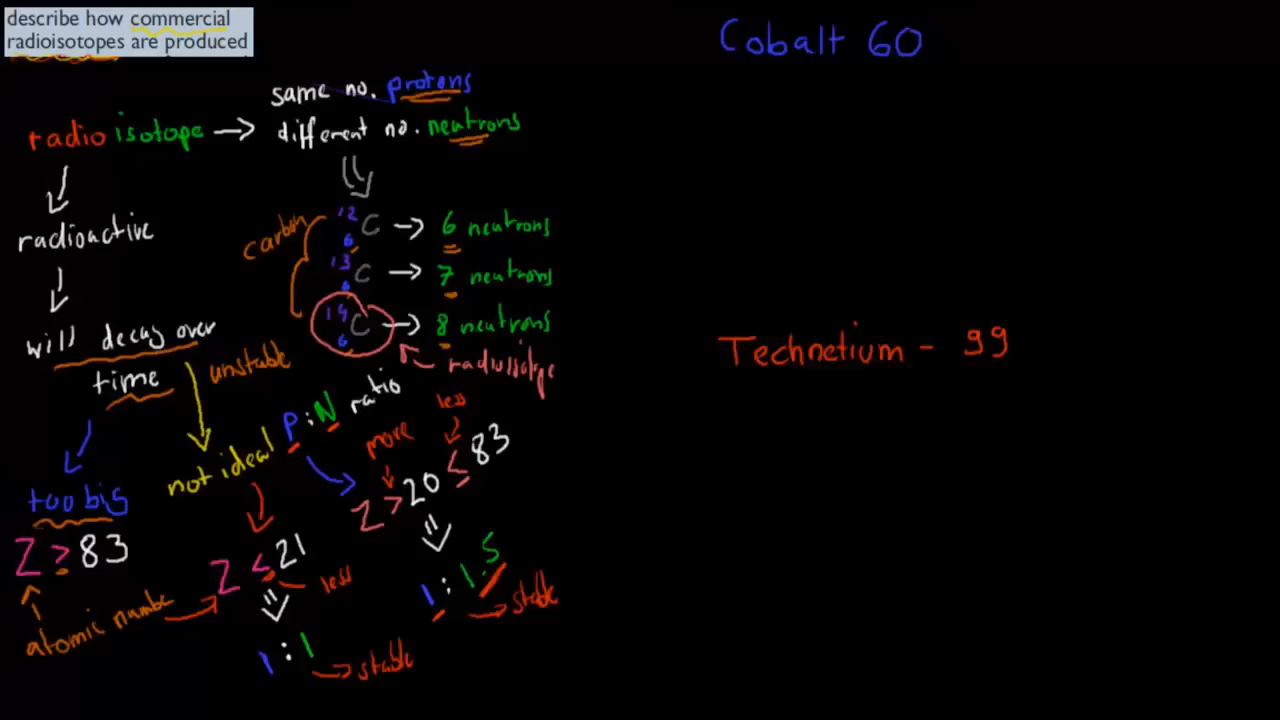 describe how commercial
radioisotopes are produced
Cobalt 60
same no. protons
radio isotope → different no. neutrons
radioactive
will decay over
time
unstable
too big
Z ≥ 83
atomic numbe
not ideal P:N ratio
Z < 21
less
1:1
stable
carbon
12 6 C → 6 neutrons
13 6 C → 7 neutrons
14 6 C → 8 neutrons
more
less
Z > 20 ≤ 83
1:1.5
stable
Technetium - 99